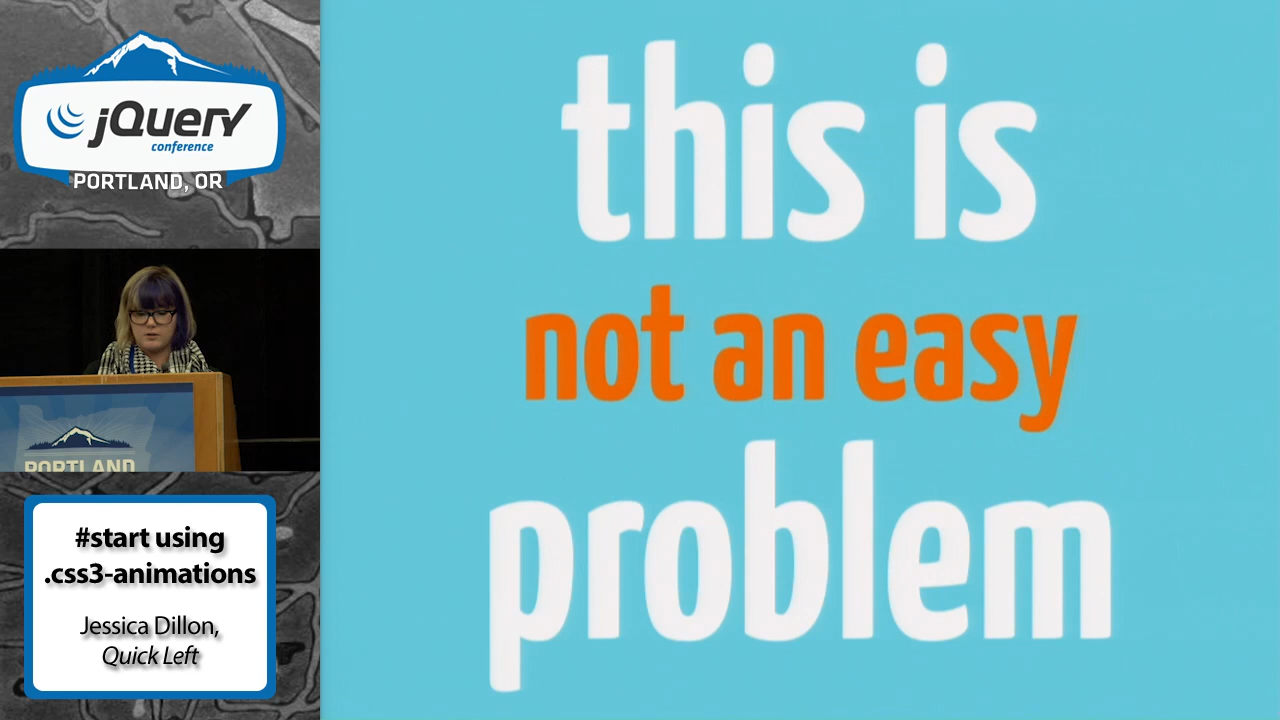 jQuery
conference
PORTLAND, OR
PORTLAND
#start using
.css3-animations
Jessica Dillon,
Quick Left
this is
not an easy
problem